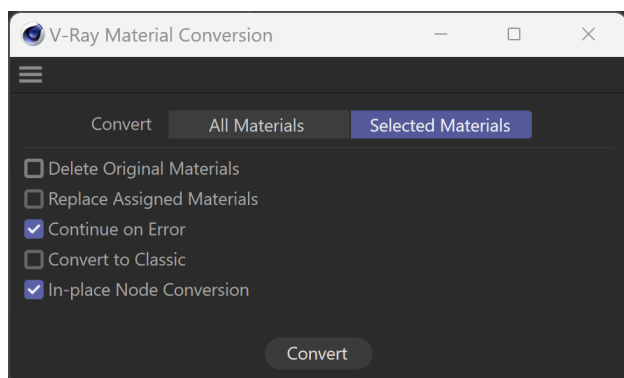 V-Ray Material Conversion
Convert All Materials Selected Materials
Delete Original Materials
Replace Assigned Materials
Continue on Error
Convert to Classic
In-place Node Conversion
Convert